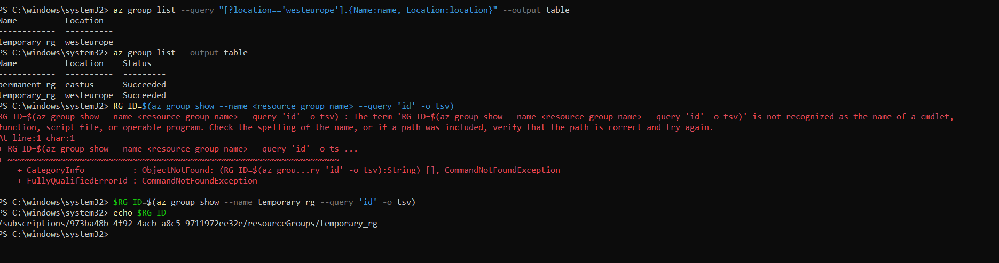 PS C:\windows\system32> az group list --query "[?location=='westeurope'].{Name:name, Location:location}" --output table
Name          Location
------------  ----------
temporary_rg  westeurope
PS C:\windows\system32> az group list --output table
Name          Location    Status
------------  ----------  ---------
permanent_rg  eastus      Succeeded
temporary_rg  westeurope  Succeeded
PS C:\windows\system32> RG_ID=$(az group show --name <resource_group_name> --query 'id' -o tsv)
RG_ID=$(az group show --name <resource_group_name> --query 'id' -o tsv) : The term 'RG_ID=$(az group show --name <resource_group_name> --query 'id' -o tsv)' is not recognized as the name of a cmdlet,
function, script file, or operable program. Check the spelling of the name, or if a path was included, verify that the path is correct and try again.
At line:1 char:1
+ RG_ID=$(az group show --name <resource_group_name> --query 'id' -o ts ...
+ ~~~~~~~~~~~~~~~~~~~~~~~~~~~~~~~~~~~~~~~~~~~~~~~~~~~~~~~~~~~~~~~~~~~~~
    + CategoryInfo          : ObjectNotFound: (RG_ID=$(az grou...ry 'id' -o tsv):String) [], CommandNotFoundException
    + FullyQualifiedErrorId : CommandNotFoundException

PS C:\windows\system32> $RG_ID=$(az group show --name temporary_rg --query 'id' -o tsv)
PS C:\windows\system32> echo $RG_ID
/subscriptions/973ba48b-4f92-4acb-a8c5-9711972ee32e/resourceGroups/temporary_rg
PS C:\windows\system32>